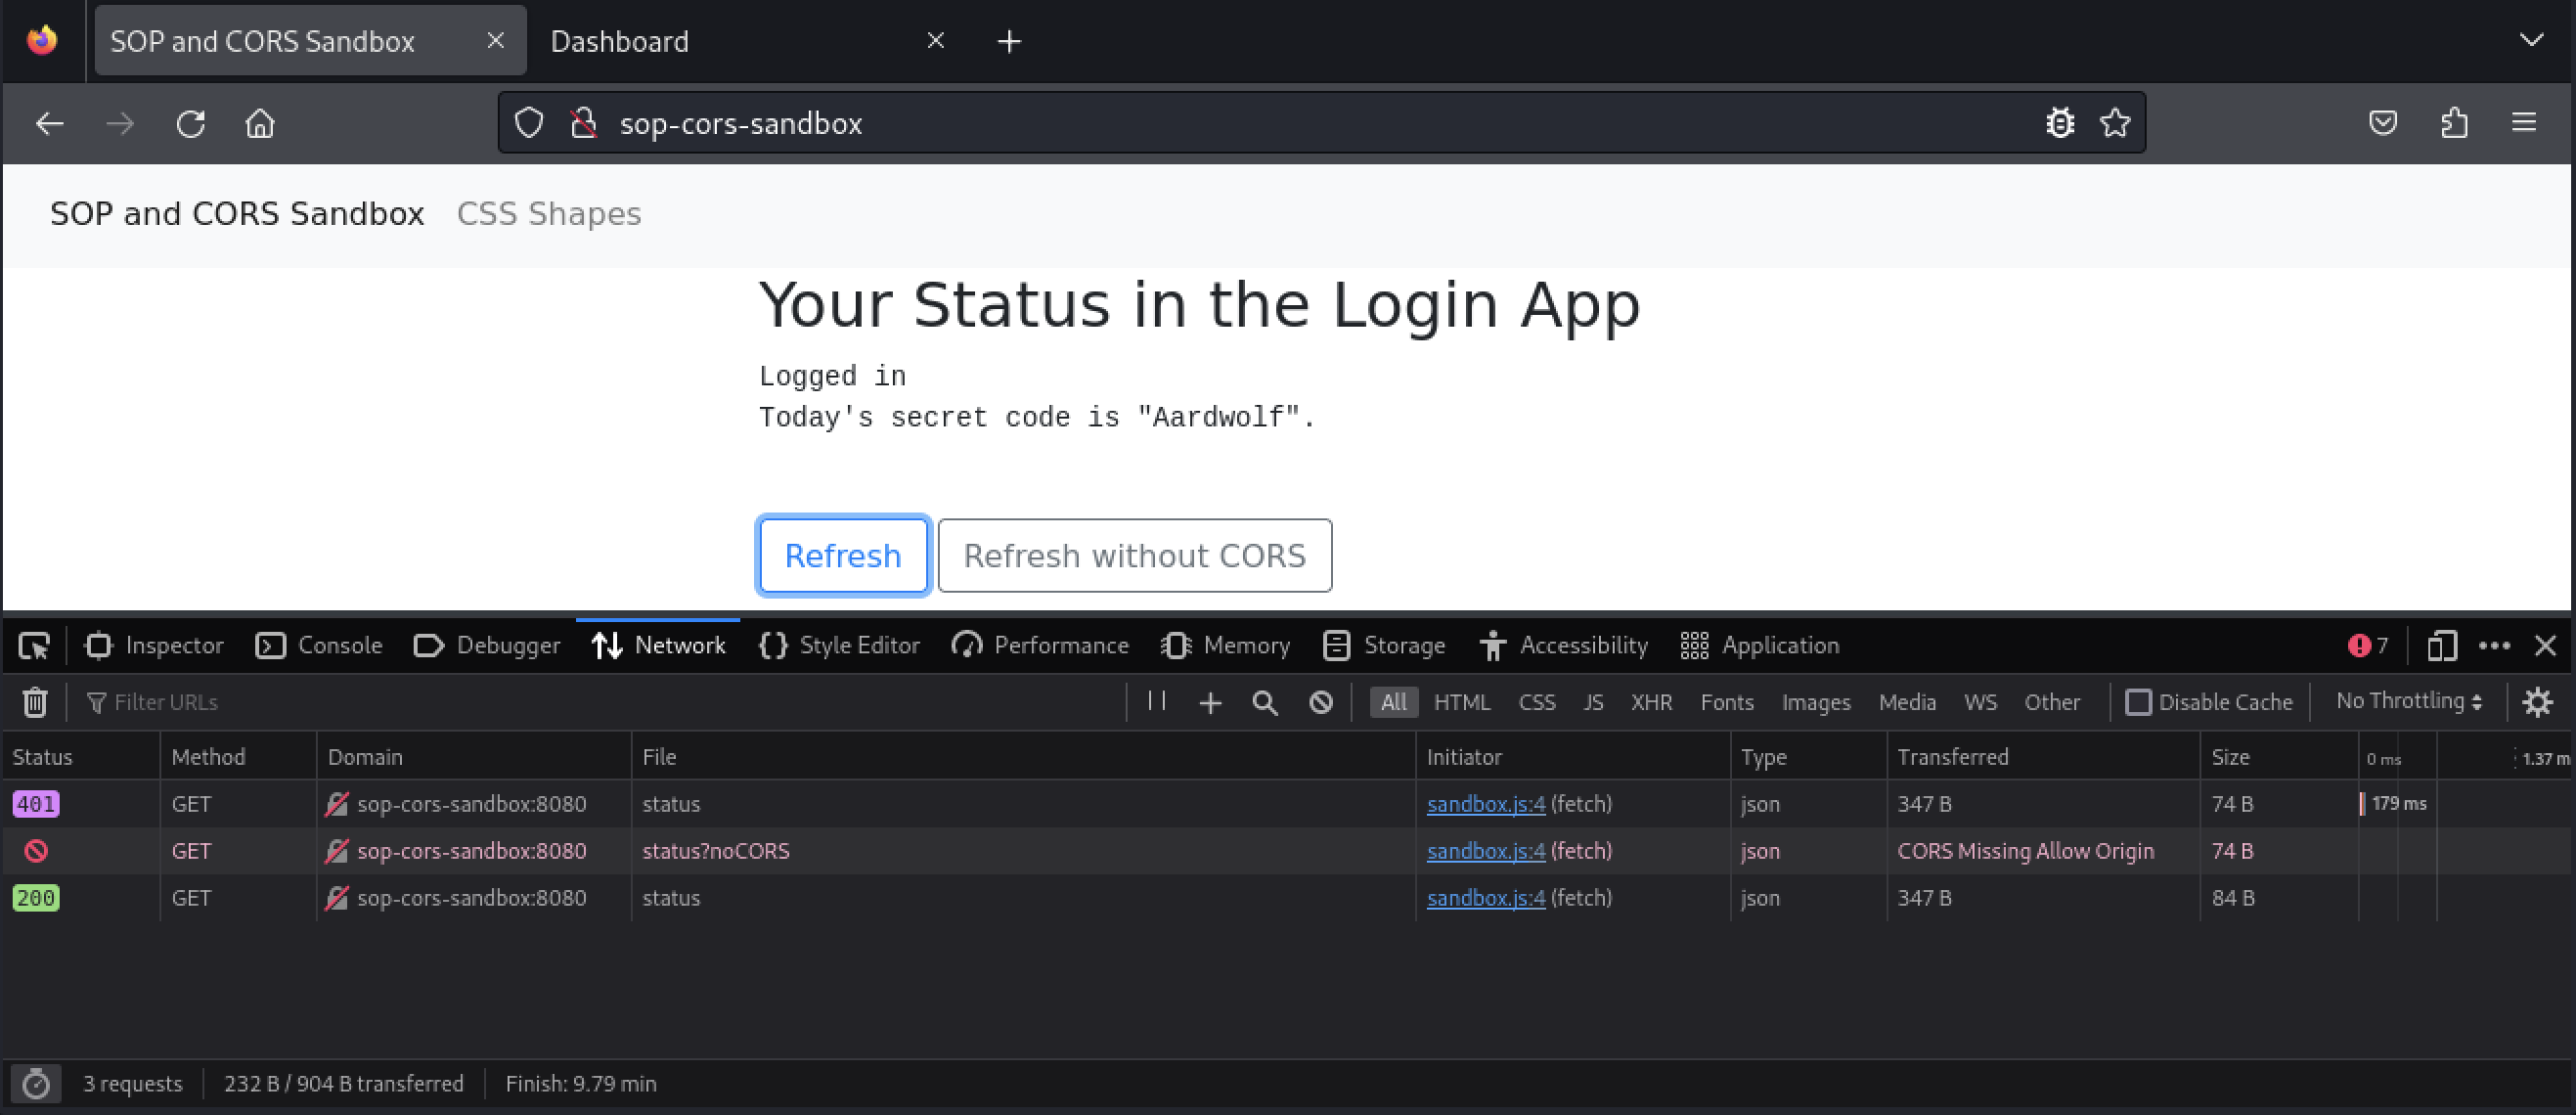 SOP and CORS Sandbox
Dashboard
sop-cors-sandbox
SOP and CORS Sandbox CSS Shapes
Your Status in the Login App
Logged in
Today's secret code is "Aardwolf".
Refresh Refresh without CORS
Inspector Console Debugger Network {} Style Editor Performance Memory Storage Accessibility Application 7
Filter URLs All HTML CSS JS XHR Fonts Images Media WS Other Disable Cache No Throttling
Status Method Domain File Initiator Type Transferred Size 0 ms 1.37 m
401 GET sop-cors-sandbox:8080 status sandbox.js:4 (fetch) json 347 B 74 B 179 ms
GET sop-cors-sandbox:8080 status?noCORS sandbox.js:4 (fetch) json CORS Missing Allow Origin 74 B
200 GET sop-cors-sandbox:8080 status sandbox.js:4 (fetch) json 347 B 84 B
3 requests 232 B / 904 B transferred Finish: 9.79 min